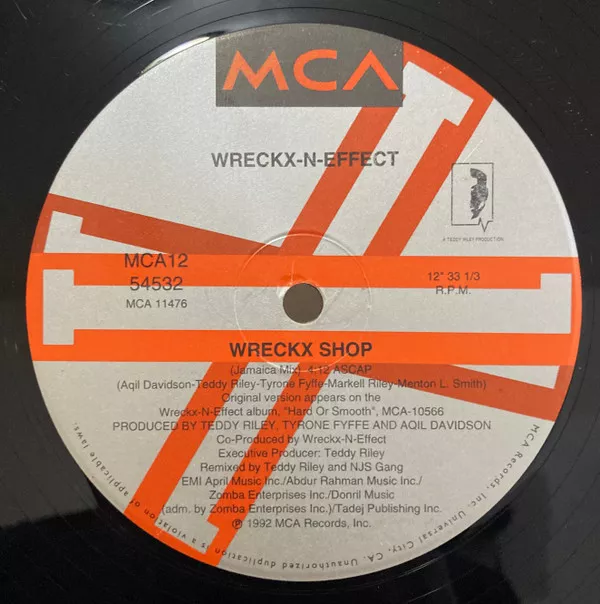 MCA
WRECKX-N-EFFECT
A TEDDY RILEY PRODUCTION
MCA12
54532
MCA 11476
12" 33 1/3
R.P.M.
WRECKX SHOP
(Jamaica Mix) 4:12 ASCAP
(Aqil Davidson-Teddy Riley-Tyrone Fyffe-Markell Riley-Menton L. Smith)
Original version appears on the
Wreckx-N-Effect album, "Hard Or Smooth", MCA-10566
PRODUCED BY TEDDY RILEY, TYRONE FYFFE AND AQIL DAVIDSON
Co-Produced by Wreckx-N-Effect
Executive Producer: Teddy Riley
Remixed by Teddy Riley and NJS Gang
EMI April Music Inc./Abdur Rahman Music Inc./
Zomba Enterprises Inc./Donril Music
(adm. by Zomba Enterprises Inc.)/Tadej Publishing Inc.
℗ 1992 MCA Records, Inc.
MCA Records, Inc. Universal City, CA. Unauthorized duplication is a violation of applicable laws.